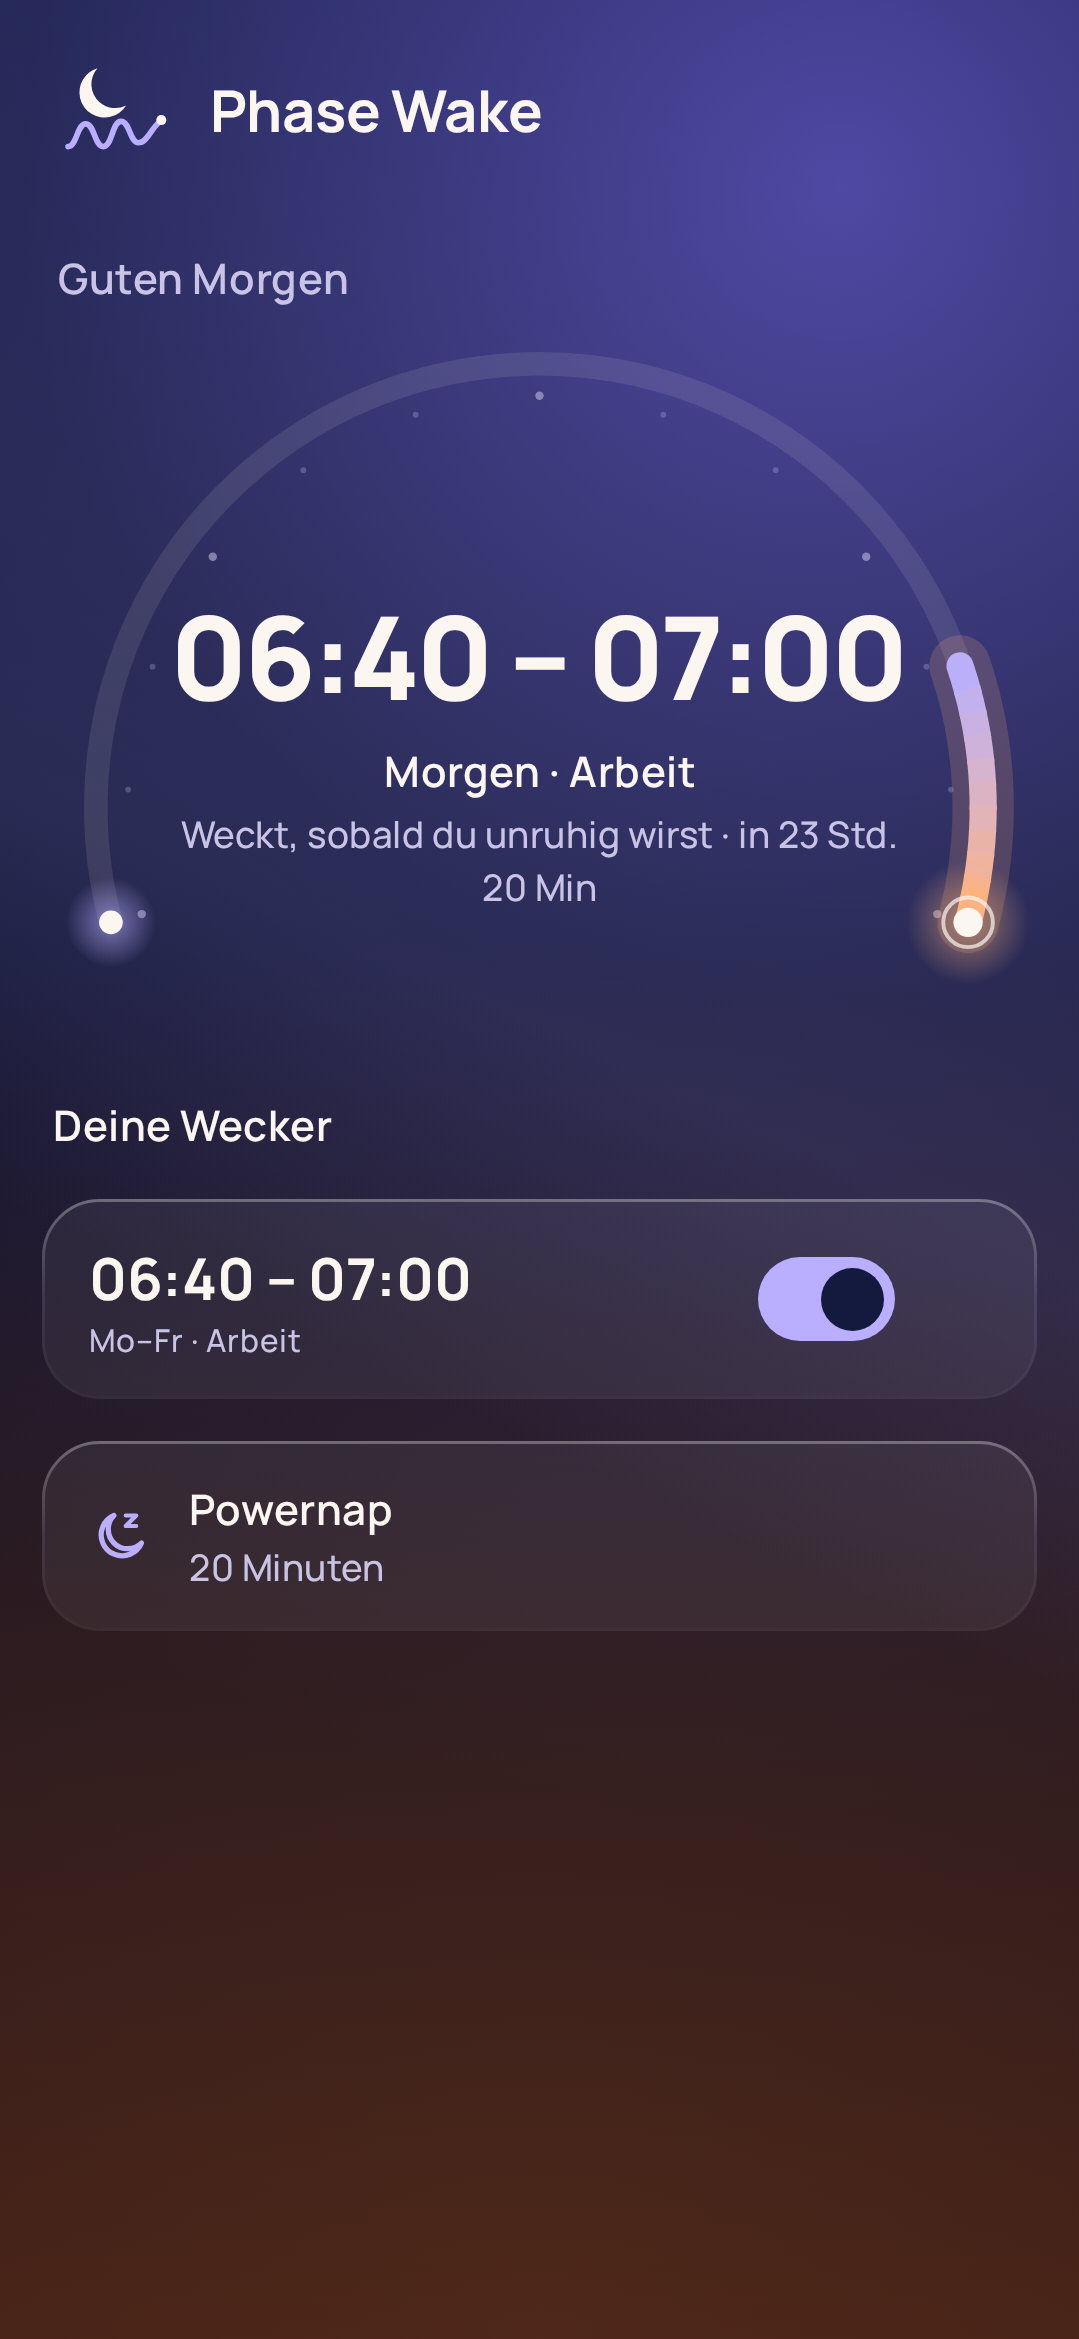 Phase Wake
Guten Morgen
06:40 – 07:00
Morgen · Arbeit
Weckt, sobald du unruhig wirst · in 23 Std.
20 Min
Deine Wecker
06:40 – 07:00
Mo–Fr · Arbeit
Powernap
20 Minuten